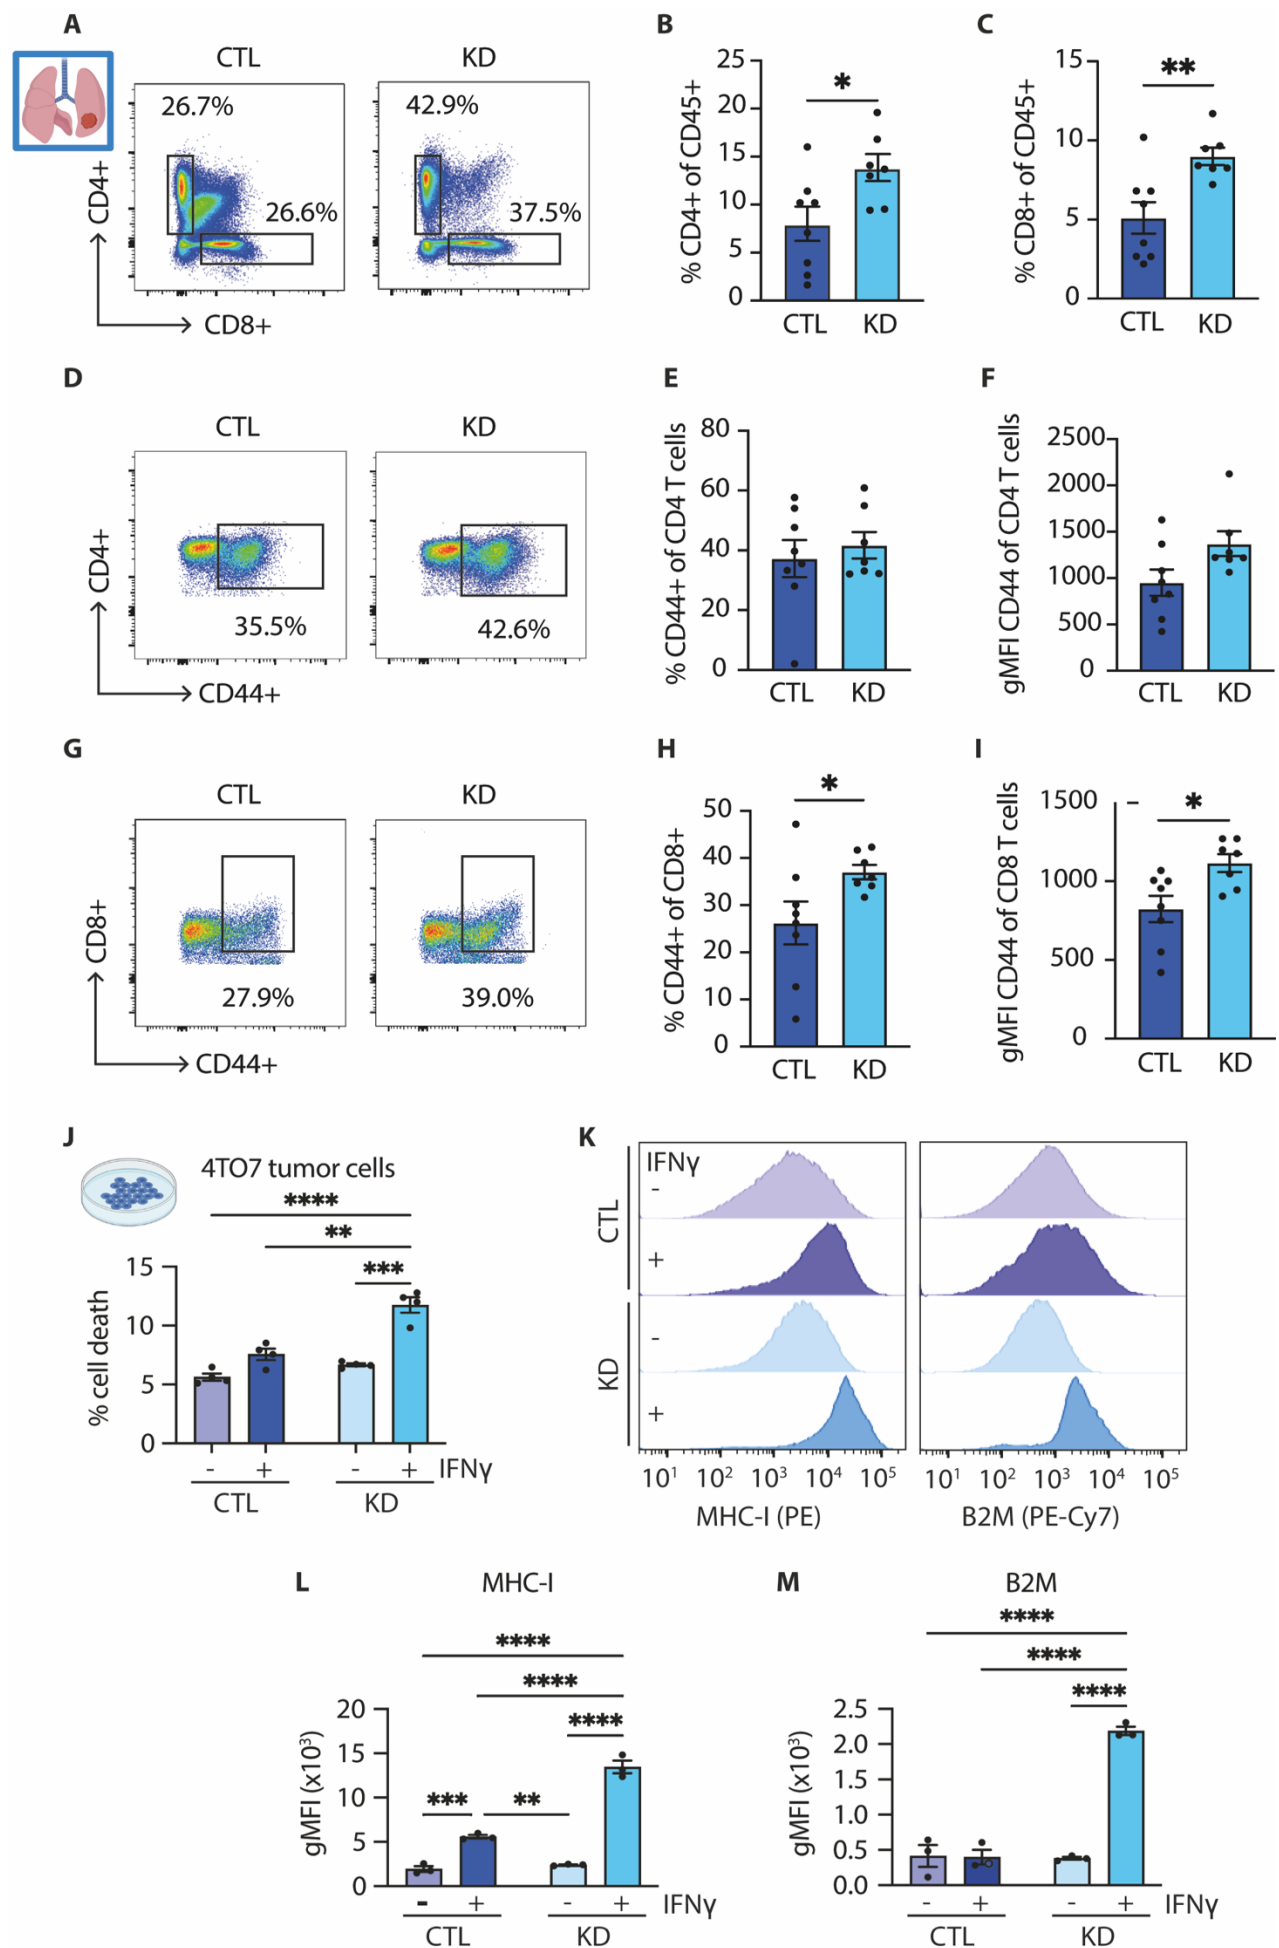 A
CTL
KD
26.7%
26.6%
42.9%
37.5%
CD4+
CD8+
B
% CD4+ of CD45+
25
20
15
10
5
0
*
CTL
KD
C
% CD8+ of CD45+
15
10
5
0
**
CTL
KD
D
CTL
KD
35.5%
42.6%
CD4+
CD44+
E
% CD44+ of CD4 T cells
80
60
40
20
0
CTL
KD
F
gMFI CD44 of CD4 T cells
2500
2000
1500
1000
500
0
CTL
KD
G
CTL
KD
27.9%
39.0%
CD8+
CD44+
H
% CD44+ of CD8+
50
40
30
20
10
0
*
CTL
KD
I
gMFI CD44 of CD8 T cells
1500
1000
500
0
*
CTL
KD
J
4TO7 tumor cells
****
**
***
% cell death
15
10
5
0
- + - + IFNγ
CTL
KD
K
IFNγ
CTL
-
+
KD
-
+
10¹ 10² 10³ 10⁴ 10⁵
MHC-I (PE)
10¹ 10² 10³ 10⁴ 10⁵
B2M (PE-Cy7)
L
MHC-I
****
****
****
***
**
gMFI (x10³)
20
15
10
5
0
- + - + IFNγ
CTL
KD
M
B2M
****
****
****
gMFI (x10³)
2.5
2.0
1.5
1.0
0.5
0.0
- + - + IFNγ
CTL
KD